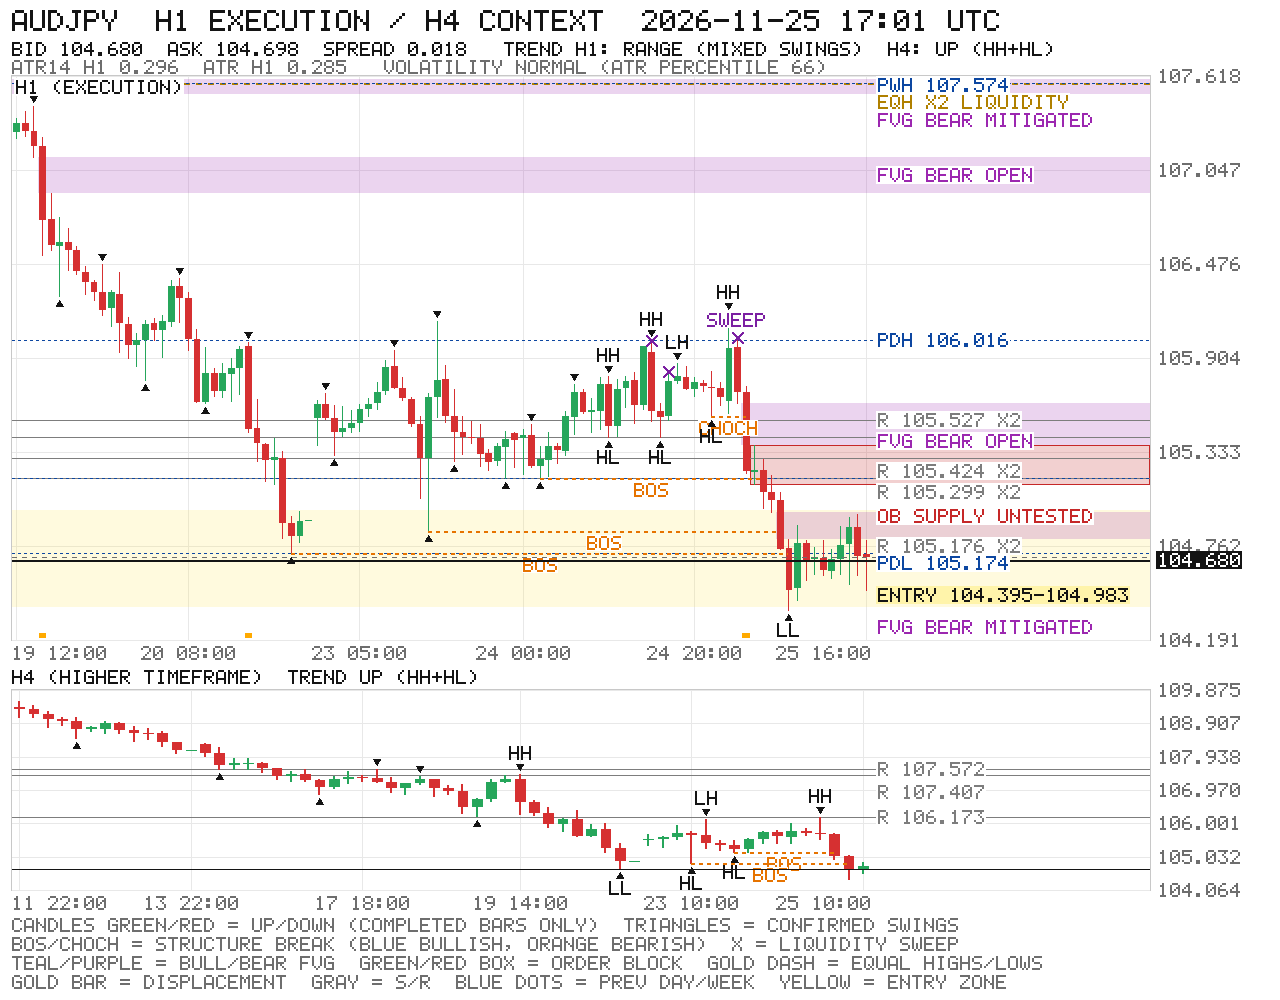 AUDJPY H1 EXECUTION / H4 CONTEXT 2026-11-25 17:01 UTC
BID 104.680 ASK 104.698 SPREAD 0.018 TREND H1: RANGE (MIXED SWINGS) H4: UP (HH+HL)
ATR14 H1 0.296 ATR H1 0.285 VOLATILITY NORMAL (ATR PERCENTILE 66)
107.618
H1 (EXECUTION)
PWH 107.574
EQH X2 LIQUIDITY
FVG BEAR MITIGATED
107.047
FVG BEAR OPEN
106.476
HH
SWEEP
HH
LH
PDH 106.016
HH
105.904
R 105.527 X2
CHOCH
HL
FVG BEAR OPEN
105.333
HL
HL
R 105.424 X2
BOS
R 105.299 X2
OB SUPPLY UNTESTED
BOS
R 105.176 X2
104.762
BOS
PDL 105.174
104.680
ENTRY 104.395-104.983
LL
FVG BEAR MITIGATED
104.191
19 12:00 20 08:00 23 05:00 24 00:00 24 20:00 25 16:00
H4 (HIGHER TIMEFRAME) TREND UP (HH+HL)
109.875
108.907
HH
107.938
R 107.572
R 107.407
106.970
LH
HH
R 106.173
106.001
105.032
BOS
HL
BOS
LL
HL
104.064
11 22:00 13 22:00 17 18:00 19 14:00 23 10:00 25 10:00
CANDLES GREEN/RED = UP/DOWN (COMPLETED BARS ONLY) TRIANGLES = CONFIRMED SWINGS
BOS/CHOCH = STRUCTURE BREAK (BLUE BULLISH, ORANGE BEARISH) X = LIQUIDITY SWEEP
TEAL/PURPLE = BULL/BEAR FVG GREEN/RED BOX = ORDER BLOCK GOLD DASH = EQUAL HIGHS/LOWS
GOLD BAR = DISPLACEMENT GRAY = S/R BLUE DOTS = PREV DAY/WEEK YELLOW = ENTRY ZONE